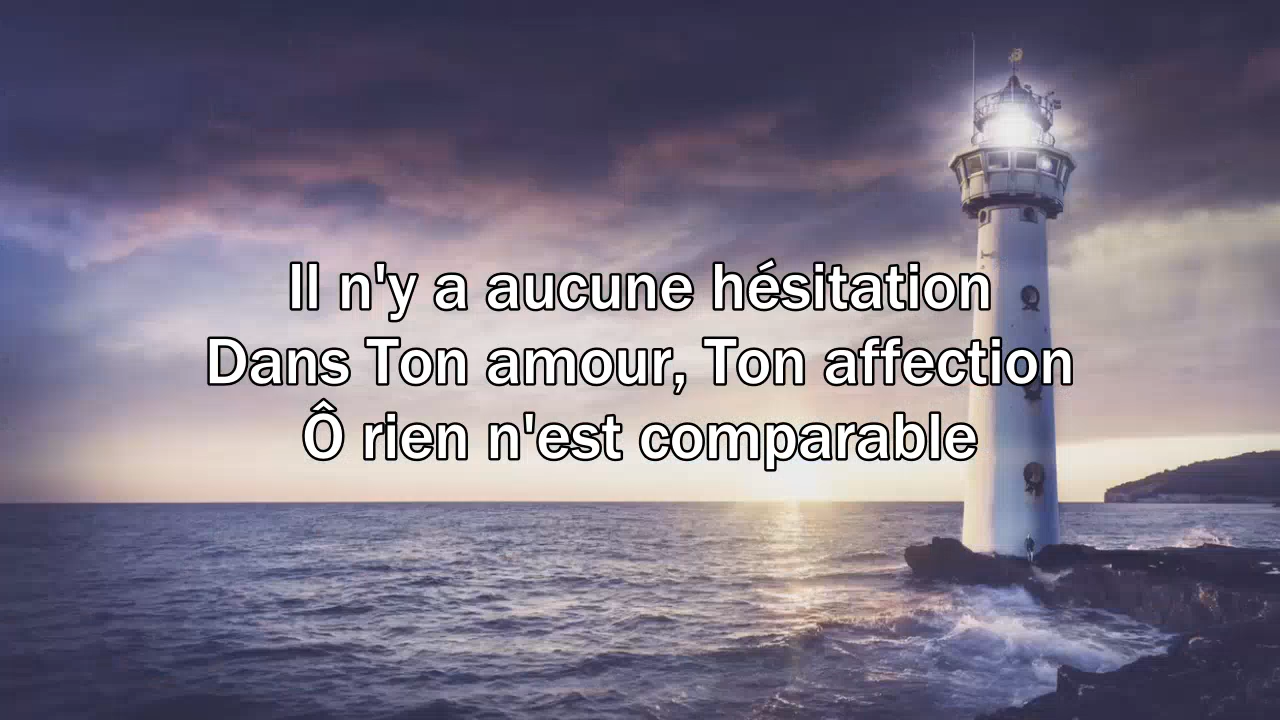 Il n'y a aucune hésitation
Dans Ton amour, Ton affection
Ô rien n'est comparable